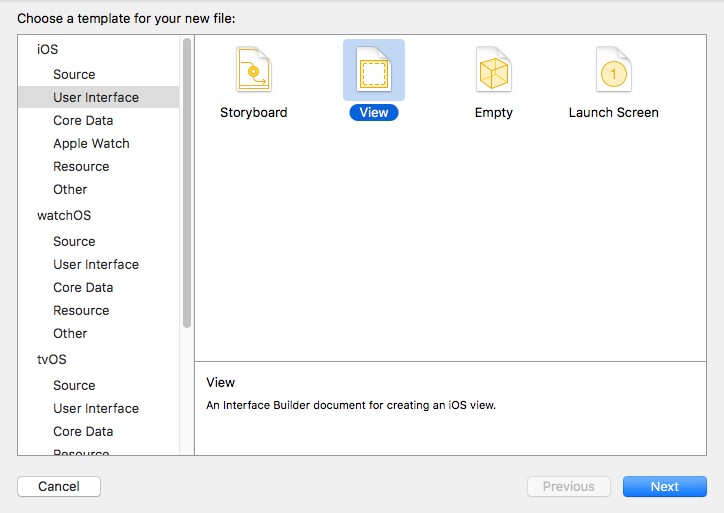 Choose a template for your new file:
iOS
Source
User Interface
Core Data
Apple Watch
Resource
Other
watchOS
Source
User Interface
Core Data
Resource
Other
tvOS
Source
User Interface
Core Data
Resource
Storyboard
View
Empty
1
Launch Screen
View
An Interface Builder document for creating an iOS view.
Cancel
Previous
Next